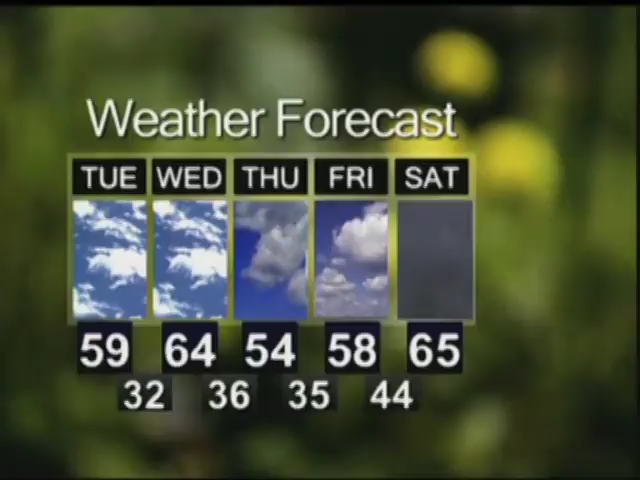 Weather Forecast
TUE WED THU FRI SAT
59 64 54 58 65
32 36 35 44